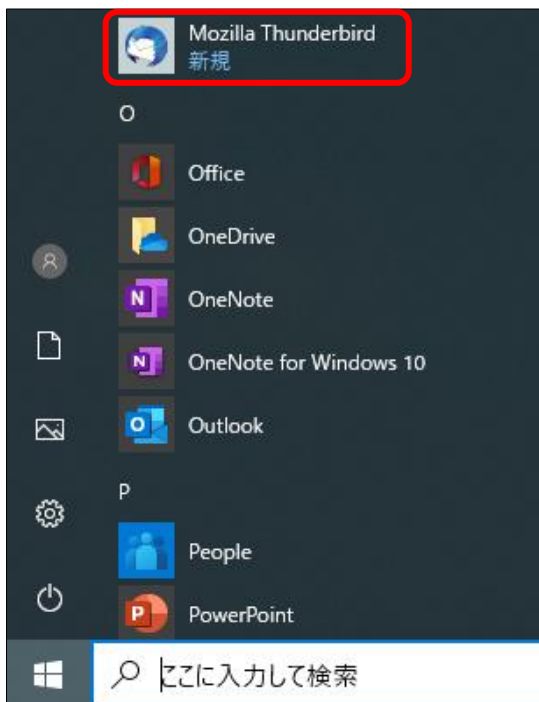 Mozilla Thunderbird
新規
O
Office
OneDrive
OneNote
OneNote for Windows 10
Outlook
P
People
PowerPoint
ここに入力して検索